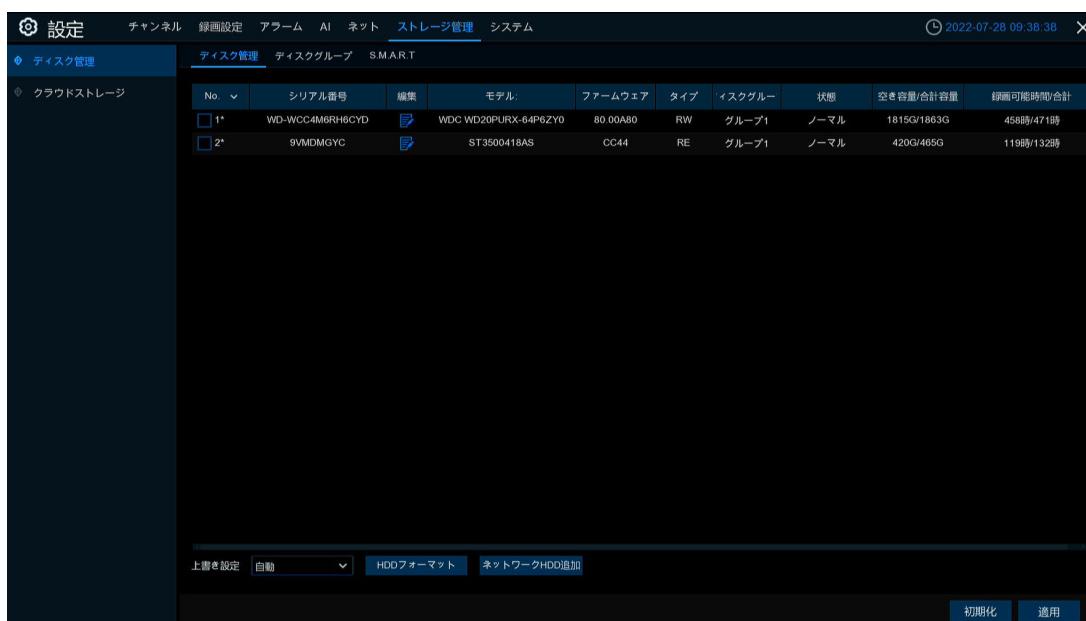 設定 チャンネル 録画設定 アラーム AI ネット ストレージ管理 システム 2022-07-28 09:38:38
ディスク管理 ディスク管理 ディスクグループ S.M.A.R.T
クラウドストレージ
No. シリアル番号 編集 モデル: ファームウェア タイプ ィスクグルー 状態 空き容量/合計容量 録画可能時間/合計
1* WD-WCC4M6RH6CYD WDC WD20PURX-64P6ZY0 80.00A80 RW グループ1 ノーマル 1815G/1863G 458時/471時
2* 9VMDMGYC ST3500418AS CC44 RE グループ1 ノーマル 420G/465G 119時/132時
上書き設定 自動 HDDフォーマット ネットワークHDD追加
初期化 適用